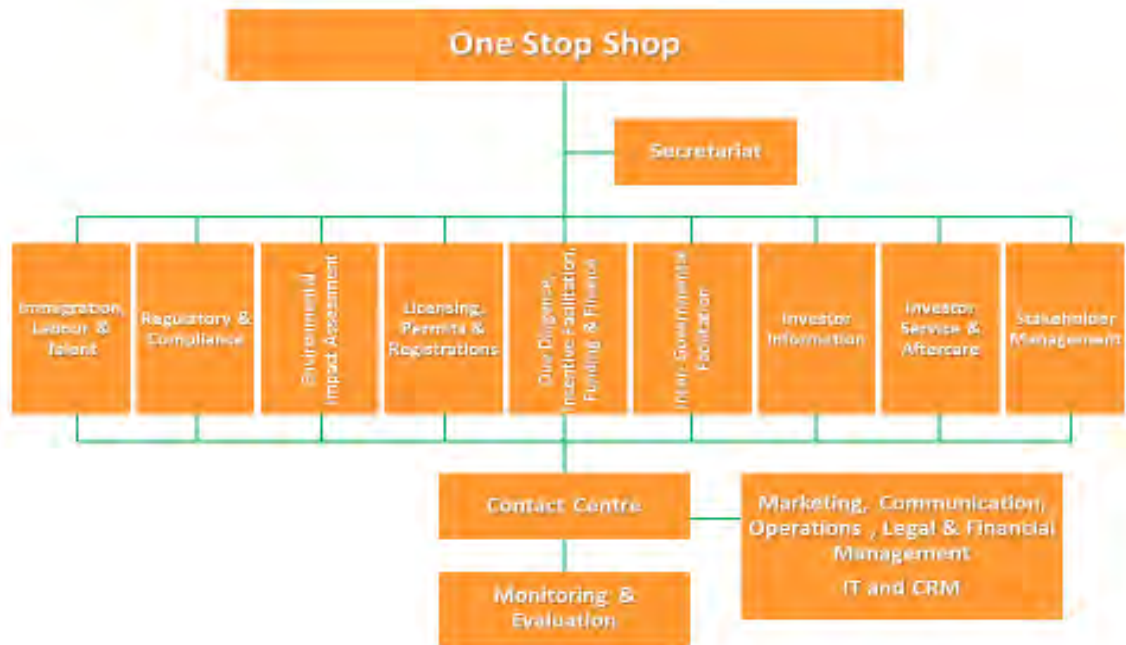 One Stop Shop
Secretariat
Immigration,
Labour &
Talent
Regulatory &
Compliance
Environmental
Impact Assessment
Licensing,
Permits &
Registrations
Due Diligence,
Incentive Facilitation,
Funding & Finance
Inter-Governmental
Facilitation
Investor
Information
Investor
Service &
Aftercare
Stakeholder
Management
Contact Centre
Marketing, Communication,
Operations , Legal & Financial
Management
IT and CRM
Monitoring &
Evaluation